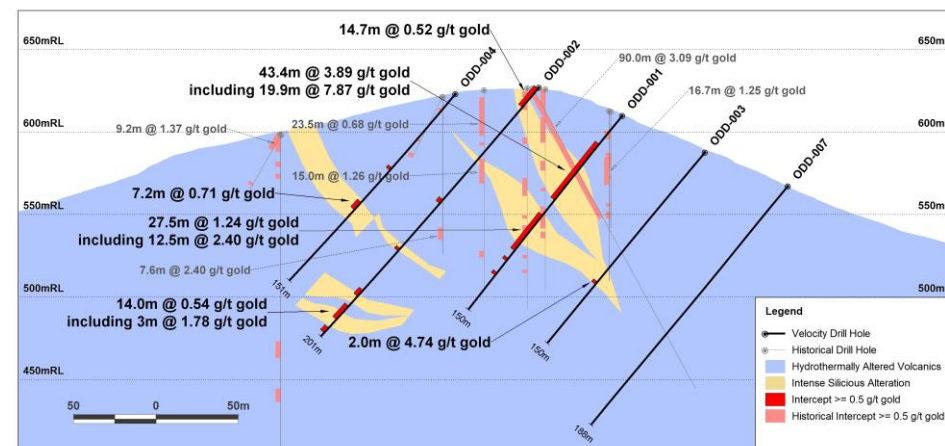 14.7m @ 0.52 g/t gold
ODD-004
ODD-002
650mRL
650m
43.4m @ 3.89 g/t gold
including 19.9m @ 7.87 g/t gold
90.0m @ 3.09 g/t gold
ODD-001
16.7m @ 1.25 g/t gold
ODD-003
600mRL
600m
9.2m @ 1.37 g/t gold
23.5m @ 0.68 g/t gold
ODD-007
15.0m @ 1.26 g/t gold
7.2m @ 0.71 g/t gold
550mRL
550m
27.5m @ 1.24 g/t gold
including 12.5m @ 2.40 g/t gold
7.6m @ 2.40 g/t gold
151m
500mRL
500m
14.0m @ 0.54 g/t gold
including 3m @ 1.78 g/t gold
150m
201m
2.0m @ 4.74 g/t gold
150m
450mRL
50
0
50m
188m
Legend
Velocity Drill Hole
Historical Drill Hole
Hydrothermally Altered Volcanics
Intense Silicious Alteration
Intercept >= 0.5 g/t gold
Historical Intercept >= 0.5 g/t gold